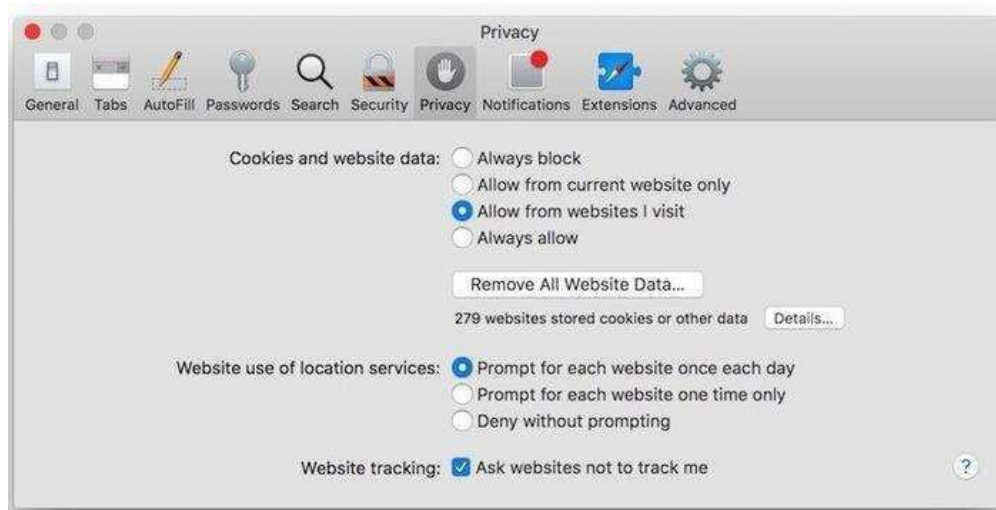 Privacy
General Tabs AutoFill Passwords Search Security Privacy Notifications Extensions Advanced
Cookies and website data: Always block
Allow from current website only
Allow from websites I visit
Always allow
Remove All Website Data...
279 websites stored cookies or other data Details...
Website use of location services: Prompt for each website once each day
Prompt for each website one time only
Deny without prompting
Website tracking: Ask websites not to track me ?